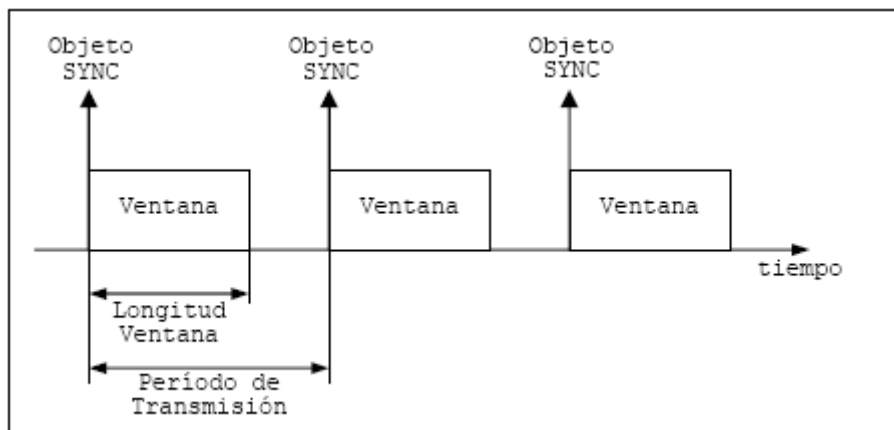 Objeto
SYNC
Objeto
SYNC
Objeto
SYNC
Ventana
Ventana
Ventana
tiempo
Longitud
Ventana
Período de
Transmisión